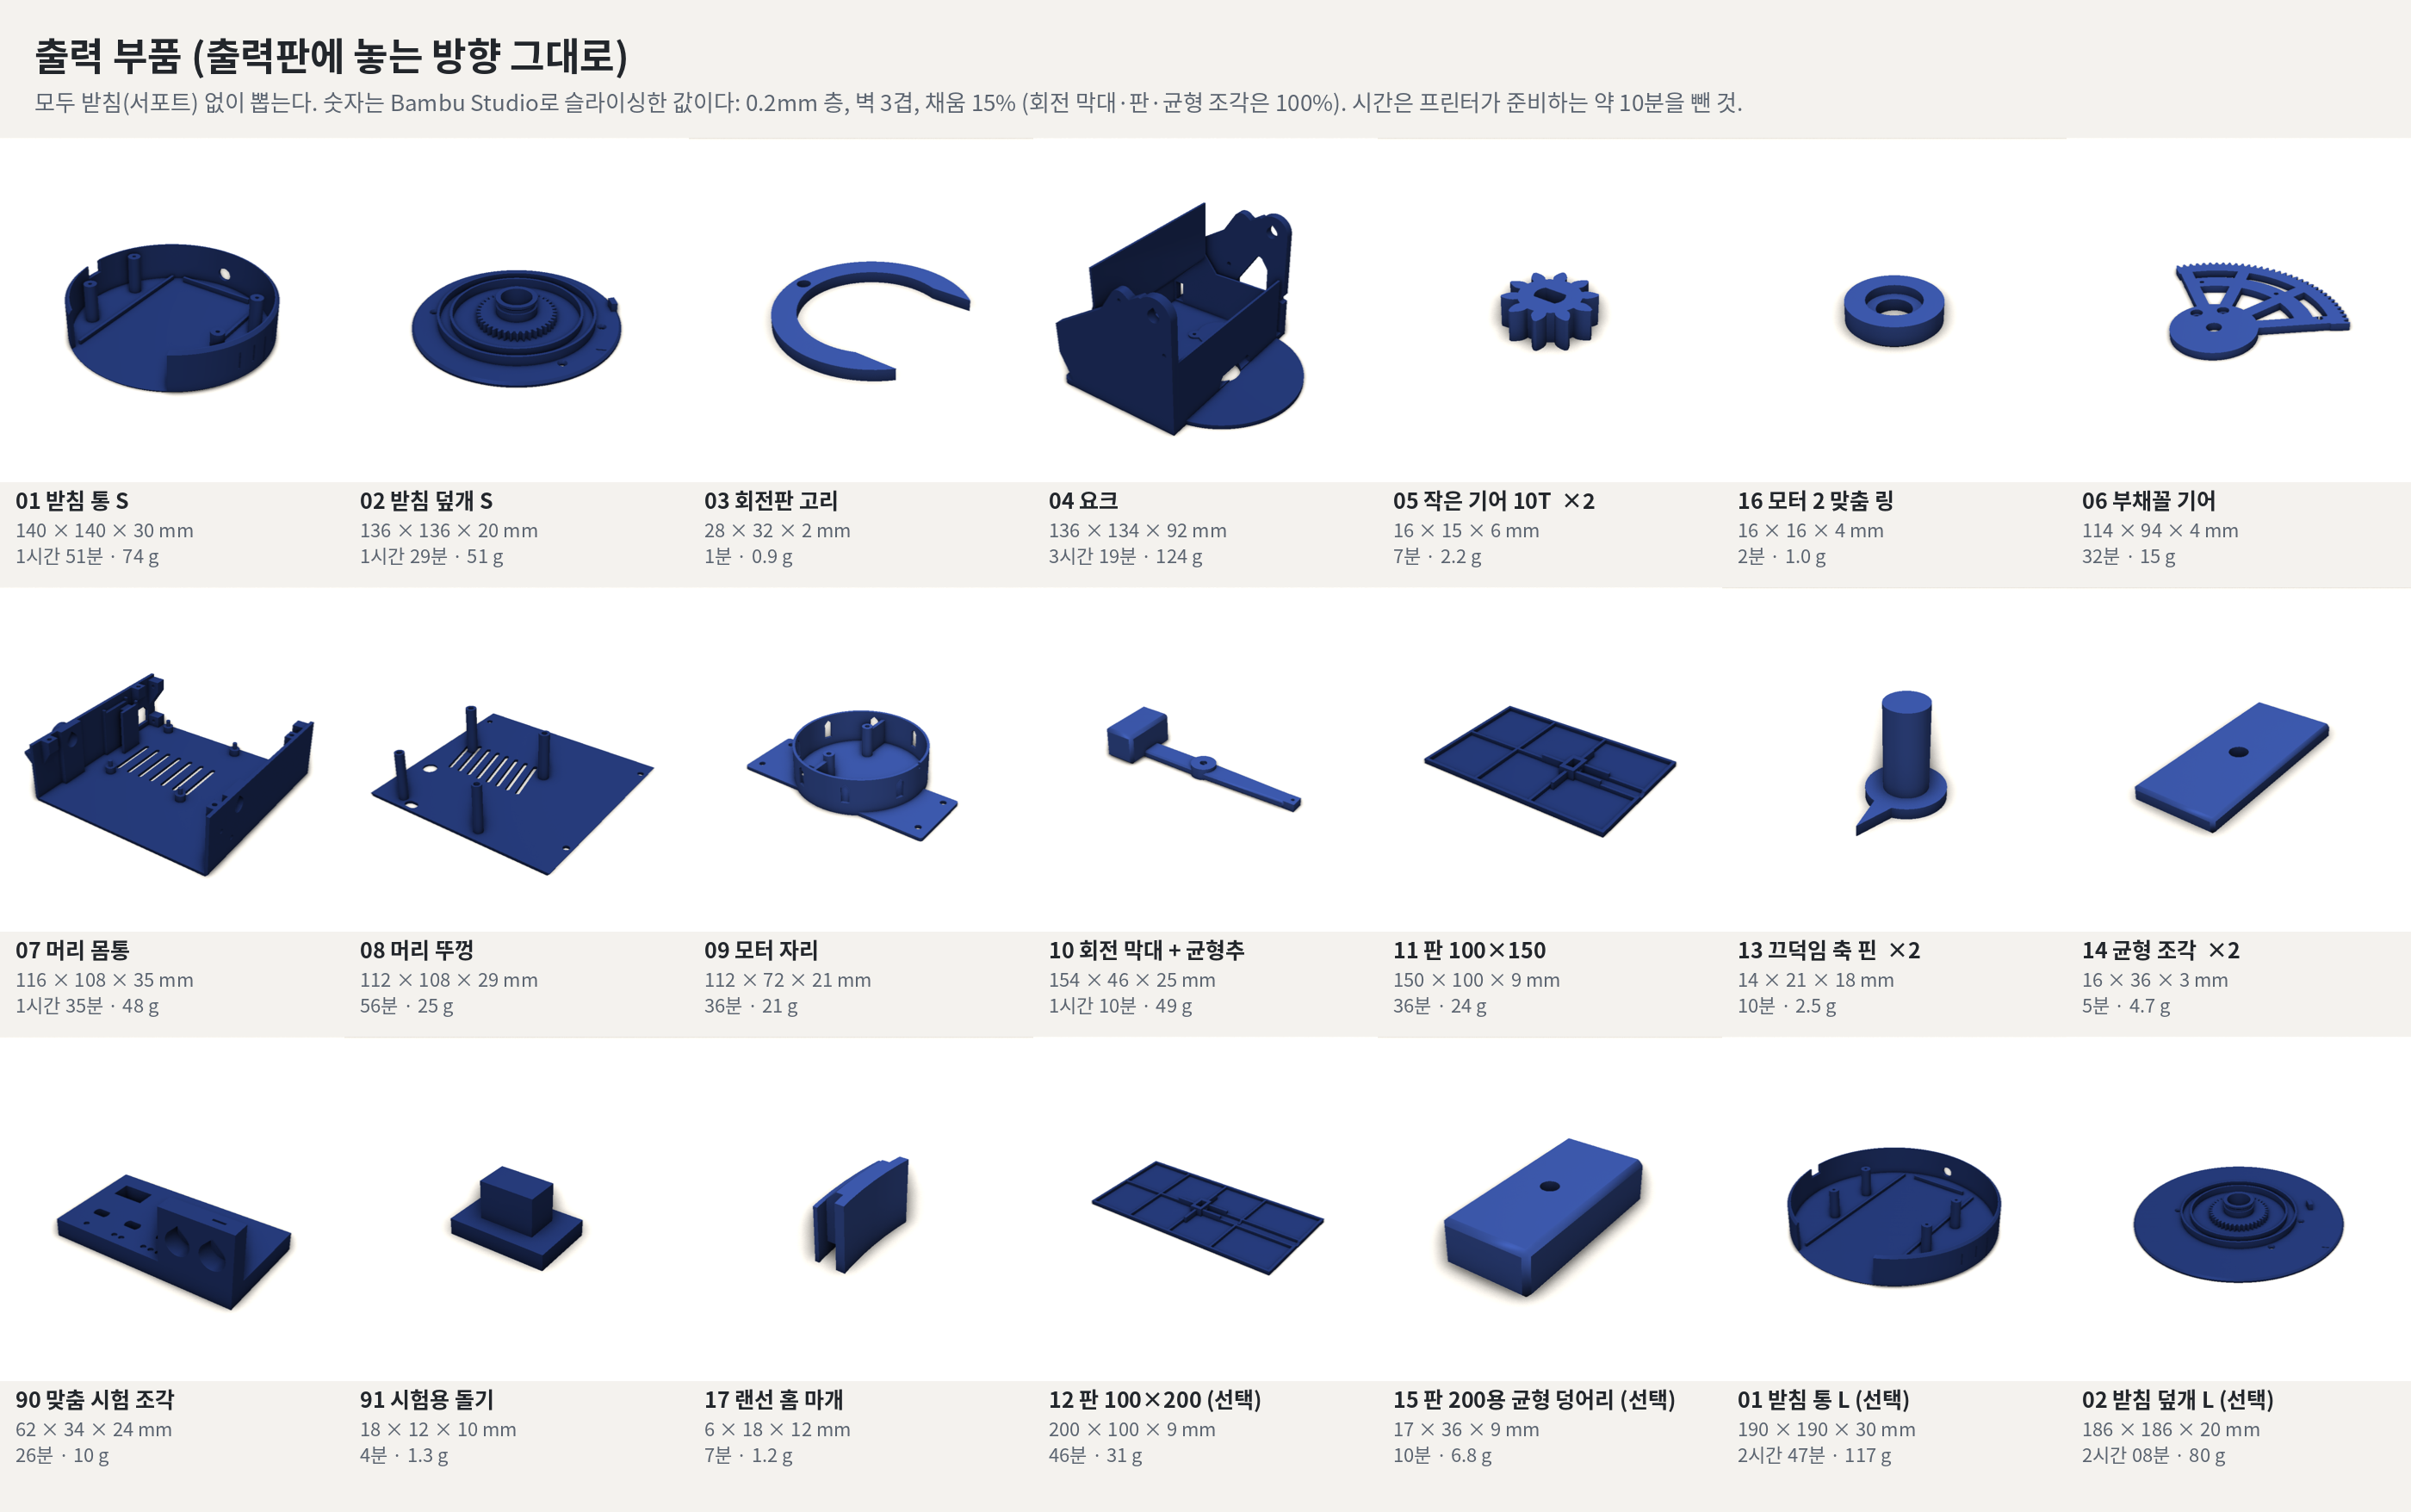 출력 부품 (출력판에 놓는 방향 그대로)
모두 받침(서포트) 없이 뽑는다. 숫자는 Bambu Studio로 슬라이싱한 값이다: 0.2mm 층, 벽 3겹, 채움 15% (회전 막대·판·균형 조각은 100%). 시간은 프린터가 준비하는 약 10분을 뺀 것.
01 받침 통 S
140 × 140 × 30 mm
1시간 51분 · 74 g
02 받침 덮개 S
136 × 136 × 20 mm
1시간 29분 · 51 g
03 회전판 고리
28 × 32 × 2 mm
1분 · 0.9 g
04 요크
136 × 134 × 92 mm
3시간 19분 · 124 g
05 작은 기어 10T ×2
16 × 15 × 6 mm
7분 · 2.2 g
16 모터 2 맞춤 링
16 × 16 × 4 mm
2분 · 1.0 g
06 부채꼴 기어
114 × 94 × 4 mm
32분 · 15 g
07 머리 몸통
116 × 108 × 35 mm
1시간 35분 · 48 g
08 머리 뚜껑
112 × 108 × 29 mm
56분 · 25 g
09 모터 자리
112 × 72 × 21 mm
36분 · 21 g
10 회전 막대 + 균형추
154 × 46 × 25 mm
1시간 10분 · 49 g
11 판 100×150
150 × 100 × 9 mm
36분 · 24 g
13 끄덕임 축 핀 ×2
14 × 21 × 18 mm
10분 · 2.5 g
14 균형 조각 ×2
16 × 36 × 3 mm
5분 · 4.7 g
90 맞춤 시험 조각
62 × 34 × 24 mm
26분 · 10 g
91 시험용 돌기
18 × 12 × 10 mm
4분 · 1.3 g
17 랜선 홈 마개
6 × 18 × 12 mm
7분 · 1.2 g
12 판 100×200 (선택)
200 × 100 × 9 mm
46분 · 31 g
15 판 200용 균형 덩어리 (선택)
17 × 36 × 9 mm
10분 · 6.8 g
01 받침 통 L (선택)
190 × 190 × 30 mm
2시간 47분 · 117 g
02 받침 덮개 L (선택)
186 × 186 × 20 mm
2시간 08분 · 80 g